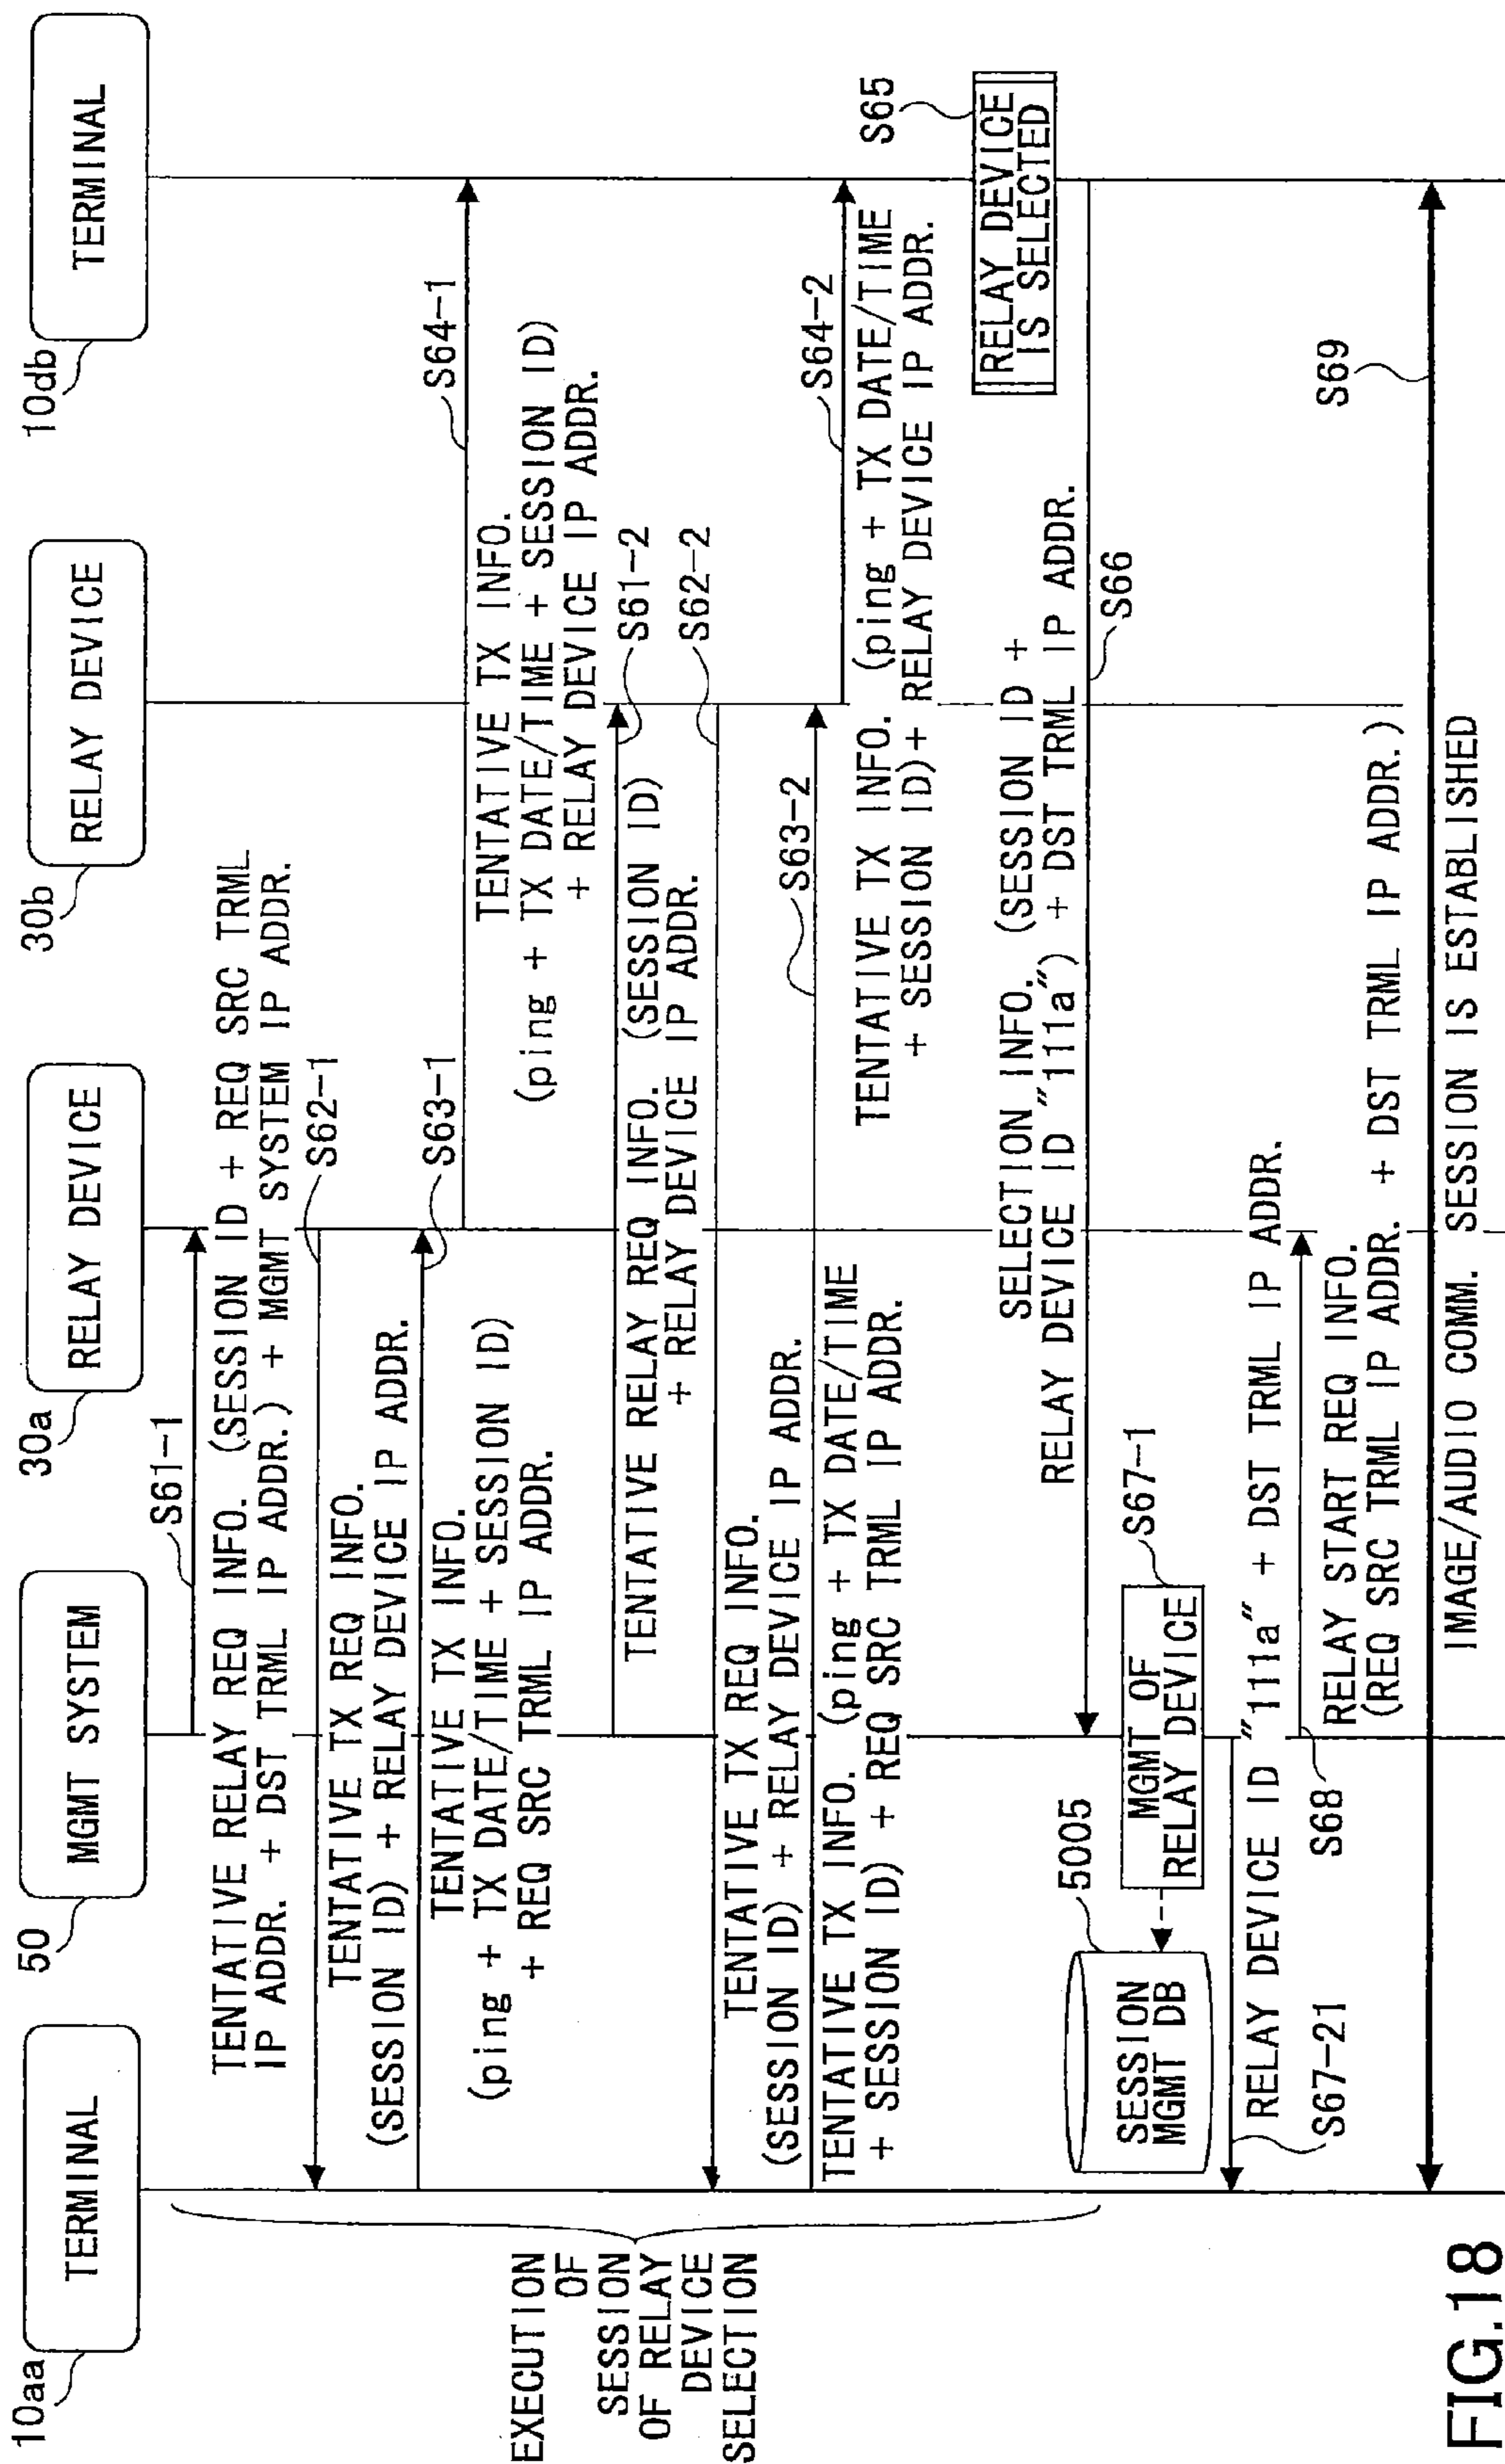 10aa
TERMINAL
50
MGMT SYSTEM
30a
RELAY DEVICE
30b
RELAY DEVICE
10db
TERMINAL
S61-1
TENTATIVE RELAY REQ INFO. (SESSION ID + REQ SRC TRML
IP ADDR. + DST TRML IP ADDR.) + MGMT SYSTEM IP ADDR.
S62-1
TENTATIVE TX REQ INFO.
(SESSION ID) + RELAY DEVICE IP ADDR.
S63-1
TENTATIVE TX INFO.
(ping + TX DATE/TIME + SESSION ID)
+ REQ SRC TRML IP ADDR.
S64-1
TENTATIVE TX INFO.
(ping + TX DATE/TIME + SESSION ID)
+ RELAY DEVICE IP ADDR.
S61-2
TENTATIVE RELAY REQ INFO. (SESSION ID)
+ RELAY DEVICE IP ADDR.
S62-2
TENTATIVE TX REQ INFO.
(SESSION ID) + RELAY DEVICE IP ADDR.
S63-2
TENTATIVE TX INFO. (ping + TX DATE/TIME
+ SESSION ID) + REQ SRC TRML IP ADDR.
S64-2
TENTATIVE TX INFO. (ping + TX DATE/TIME
+ SESSION ID)+ RELAY DEVICE IP ADDR.
S65
RELAY DEVICE
IS SELECTED
EXECUTION
OF
SESSION
OF RELAY
DEVICE
SELECTION
SELECTION INFO. (SESSION ID +
RELAY DEVICE ID "111a") + DST TRML IP ADDR.
S66
5005
SESSION
MGMT DB
MGMT OF
RELAY DEVICE
S67-1
RELAY DEVICE ID "111a" + DST TRML IP ADDR.
S67-21
S68
RELAY START REQ INFO.
(REQ SRC TRML IP ADDR. + DST TRML IP ADDR.)
S69
IMAGE/AUDIO COMM. SESSION IS ESTABLISHED
FIG.18